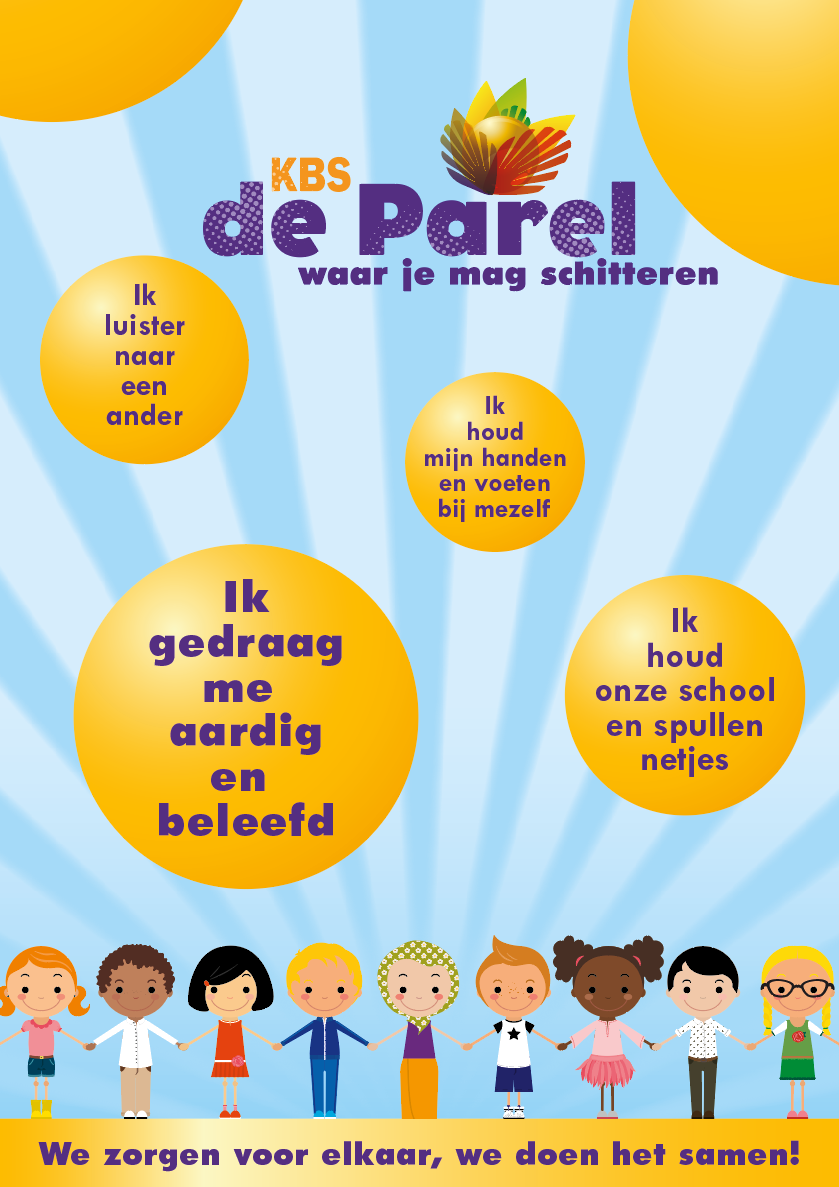 KBS
de Parel
waar je mag schitteren
Ik
luister
naar
een
ander
Ik
houd
mijn handen
en voeten
bij mezelf
Ik
gedraag
me
aardig
en
beleefd
Ik
houd
onze school
en spullen
netjes
We zorgen voor elkaar, we doen het samen!